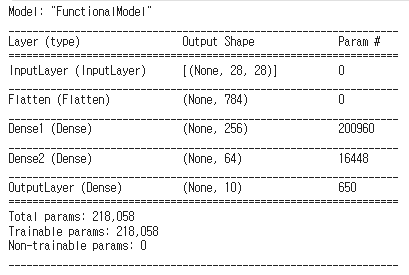 Model: "FunctionalModel"
_________________________________________________________________
Layer (type) Output Shape Param #
=================================================================
InputLayer (InputLayer) [(None, 28, 28)] 0
_________________________________________________________________
Flatten (Flatten) (None, 784) 0
_________________________________________________________________
Dense1 (Dense) (None, 256) 200960
_________________________________________________________________
Dense2 (Dense) (None, 64) 16448
_________________________________________________________________
OutputLayer (Dense) (None, 10) 650
=================================================================
Total params: 218,058
Trainable params: 218,058
Non-trainable params: 0
_________________________________________________________________